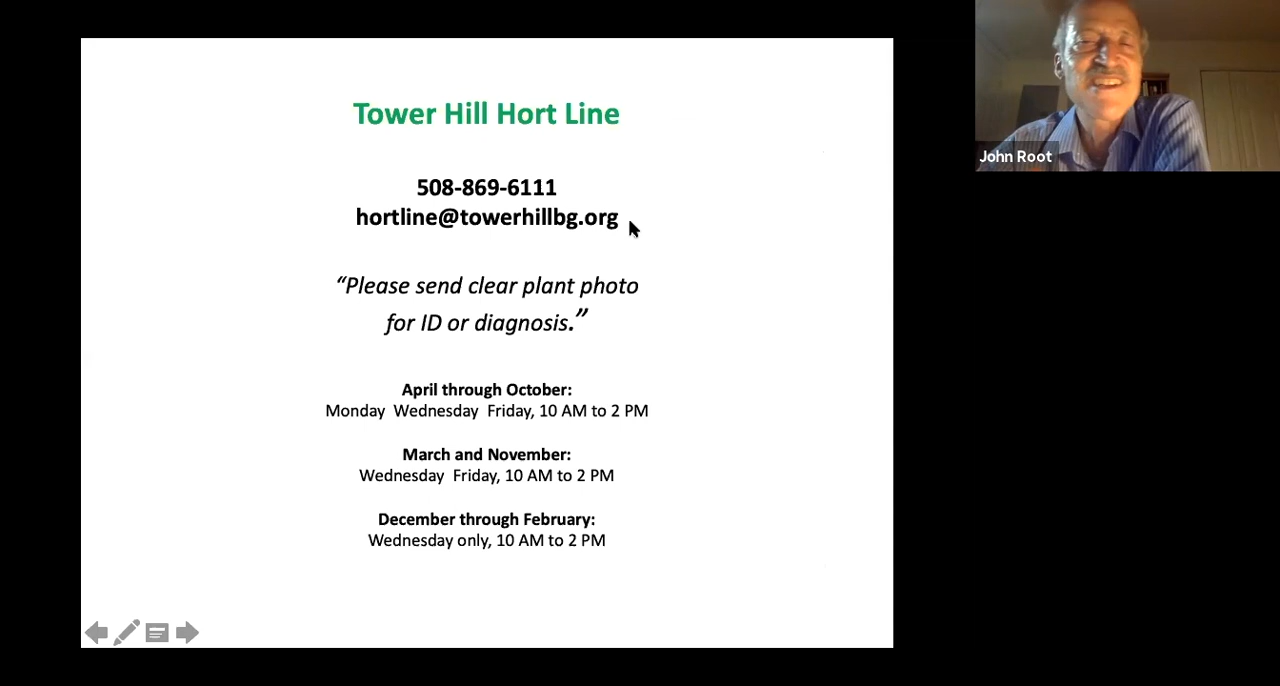 Tower Hill Hort Line
508-869-6111
hortline@towerhillbg.org
“Please send clear plant photo
for ID or diagnosis.”
April through October:
Monday  Wednesday  Friday, 10 AM to 2 PM
March and November:
Wednesday  Friday, 10 AM to 2 PM
December through February:
Wednesday only, 10 AM to 2 PM
John Root